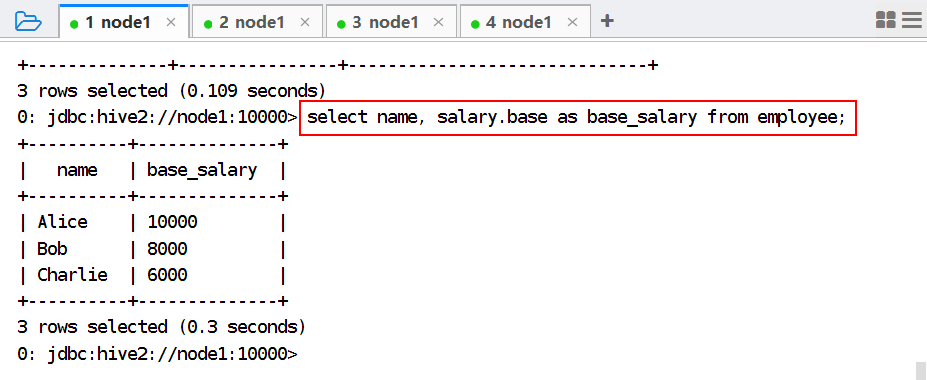 1 node1 × 2 node1 × 3 node1 × 4 node1 × +
+--------------+----------------+------------------------------+
3 rows selected (0.109 seconds)
0: jdbc:hive2://node1:10000> select name, salary.base as base_salary from employee;
+----------+--------------+
|   name   | base_salary  |
+----------+--------------+
| Alice    | 10000        |
| Bob      | 8000         |
| Charlie  | 6000         |
+----------+--------------+
3 rows selected (0.3 seconds)
0: jdbc:hive2://node1:10000>